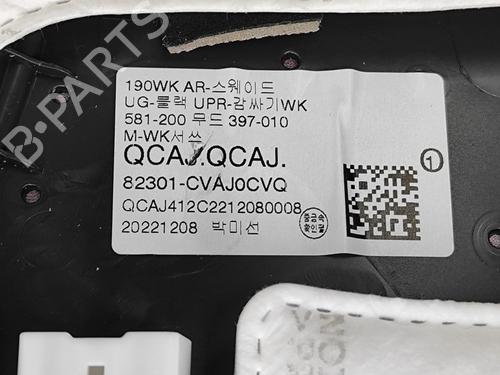 190WK AR-스웨이드
UG-블랙 UPR-감싸기WK
581-200 무드 397-010
M-WK서쓰
QCAJ.QCAJ.
82301-CVAJ0CVQ
QCAJ412C2212080008
20221208 박미선
1